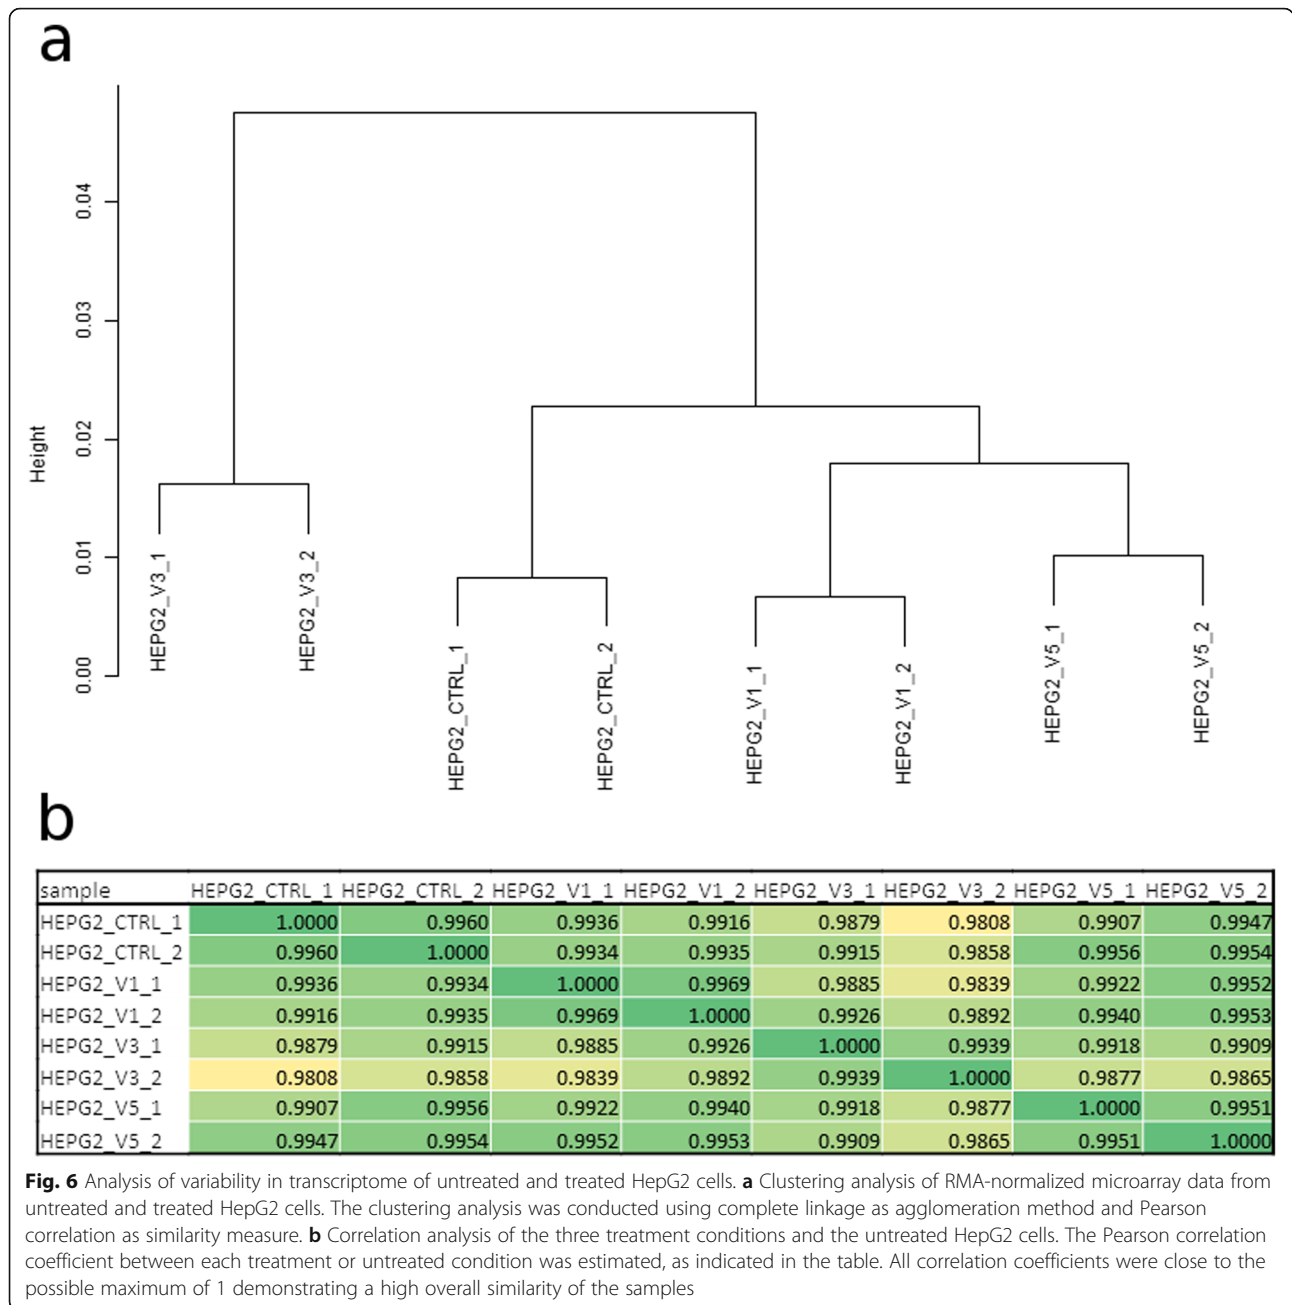 a
Height
0.00
0.01
0.02
0.03
0.04
HEPG2_V3_1
HEPG2_V3_2
HEPG2_CTRL_1
HEPG2_CTRL_2
HEPG2_V1_1
HEPG2_V1_2
HEPG2_V5_1
HEPG2_V5_2
b
sample HEPG2_CTRL_1 HEPG2_CTRL_2 HEPG2_V1_1 HEPG2_V1_2 HEPG2_V3_1 HEPG2_V3_2 HEPG2_V5_1 HEPG2_V5_2
HEPG2_CTRL_1 1.0000 0.9960 0.9936 0.9916 0.9879 0.9808 0.9907 0.9947
HEPG2_CTRL_2 0.9960 1.0000 0.9934 0.9935 0.9915 0.9858 0.9956 0.9954
HEPG2_V1_1 0.9936 0.9934 1.0000 0.9969 0.9885 0.9839 0.9922 0.9952
HEPG2_V1_2 0.9916 0.9935 0.9969 1.0000 0.9926 0.9892 0.9940 0.9953
HEPG2_V3_1 0.9879 0.9915 0.9885 0.9926 1.0000 0.9939 0.9918 0.9909
HEPG2_V3_2 0.9808 0.9858 0.9839 0.9892 0.9939 1.0000 0.9877 0.9865
HEPG2_V5_1 0.9907 0.9956 0.9922 0.9940 0.9918 0.9877 1.0000 0.9951
HEPG2_V5_2 0.9947 0.9954 0.9952 0.9953 0.9909 0.9865 0.9951 1.0000
Fig. 6 Analysis of variability in transcriptome of untreated and treated HepG2 cells. a Clustering analysis of RMA-normalized microarray data from
untreated and treated HepG2 cells. The clustering analysis was conducted using complete linkage as agglomeration method and Pearson
correlation as similarity measure. b Correlation analysis of the three treatment conditions and the untreated HepG2 cells. The Pearson correlation
coefficient between each treatment or untreated condition was estimated, as indicated in the table. All correlation coefficients were close to the
possible maximum of 1 demonstrating a high overall similarity of the samples